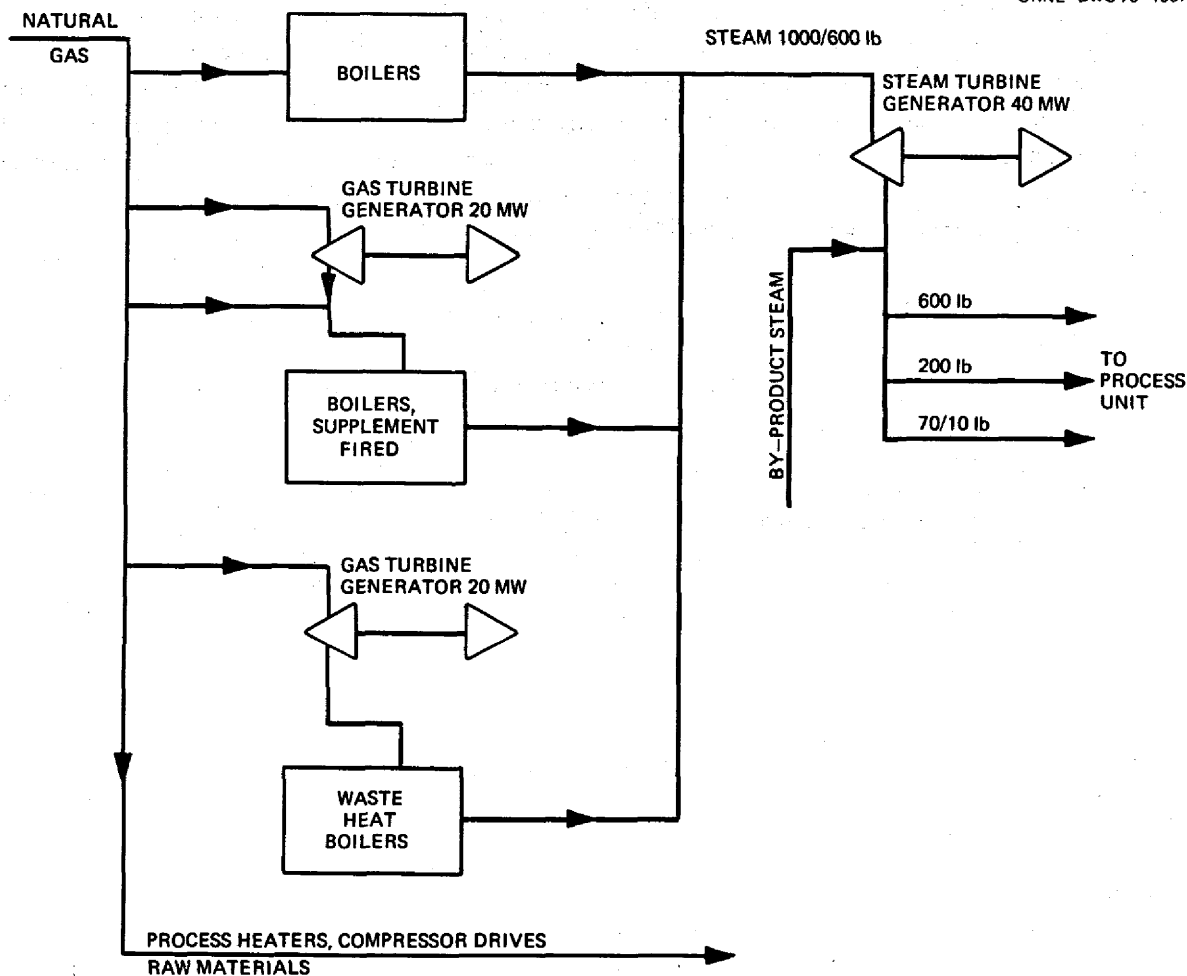 NATURAL
GAS
BOILERS
STEAM 1000/600 lb
STEAM TURBINE
GENERATOR 40 MW
GAS TURBINE
GENERATOR 20 MW
BOILERS,
SUPPLEMENT
FIRED
BY-PRODUCT STEAM
600 lb
200 lb
70/10 lb
TO
PROCESS
UNIT
GAS TURBINE
GENERATOR 20 MW
WASTE
HEAT
BOILERS
PROCESS HEATERS, COMPRESSOR DRIVES
RAW MATERIALS